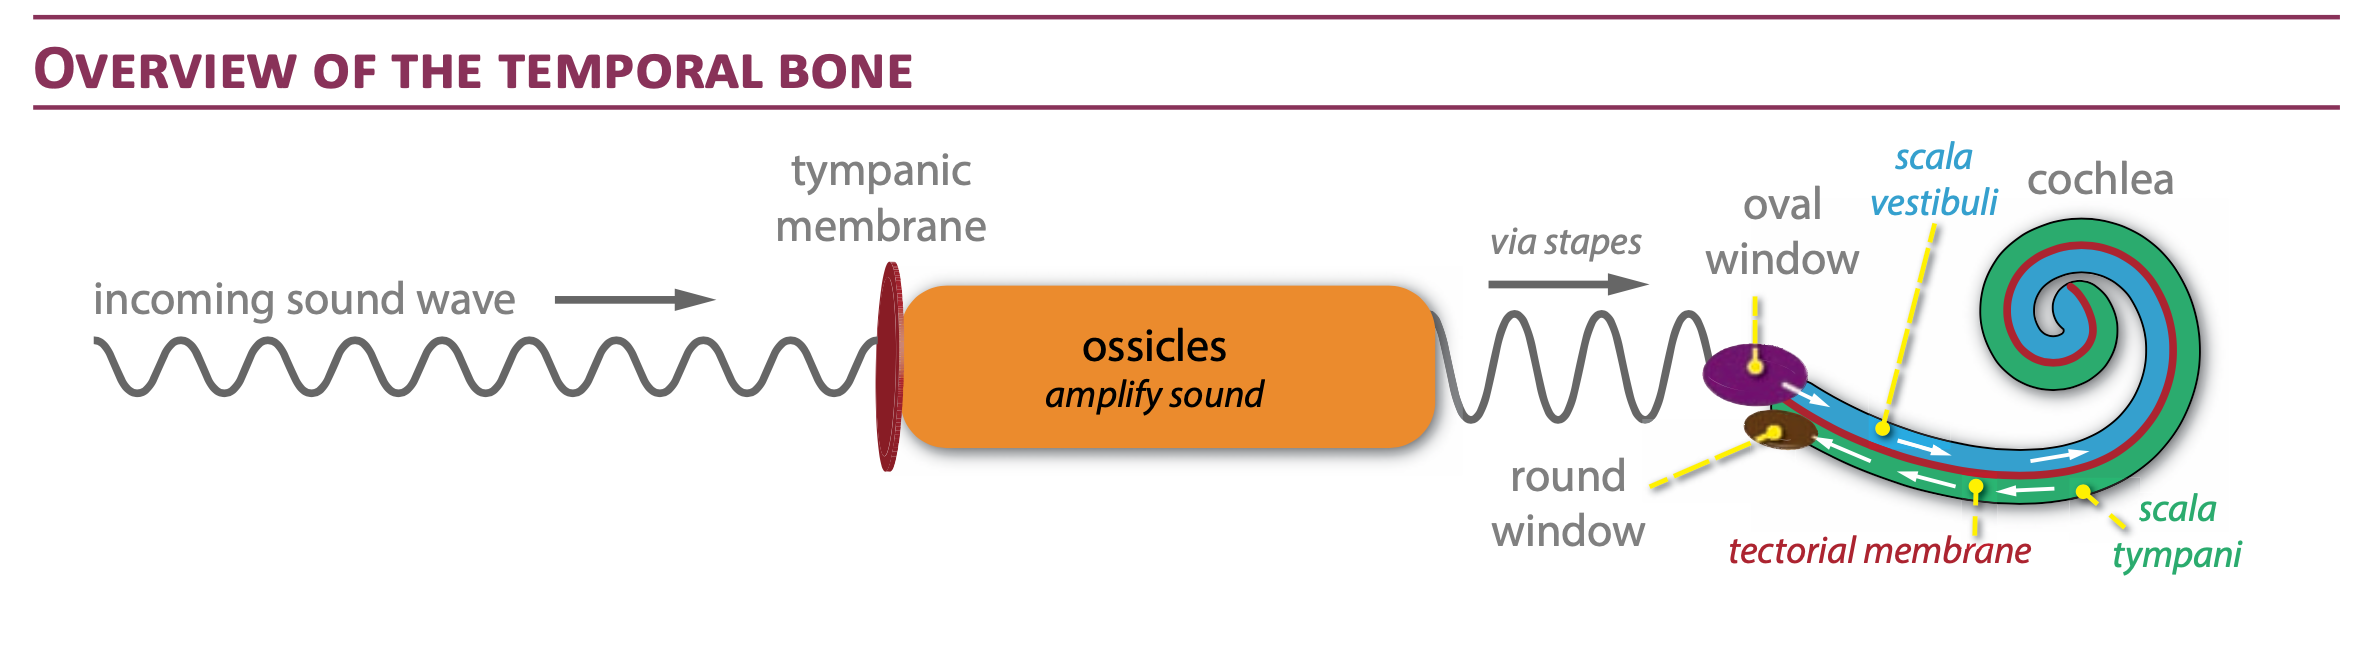 OVERVIEW OF THE TEMPORAL BONE
tympanic
membrane
incoming sound wave
ossicles
amplify sound
via stapes
oval
window
scala
vestibuli
cochlea
round
window
tectorial membrane
scala
tympani